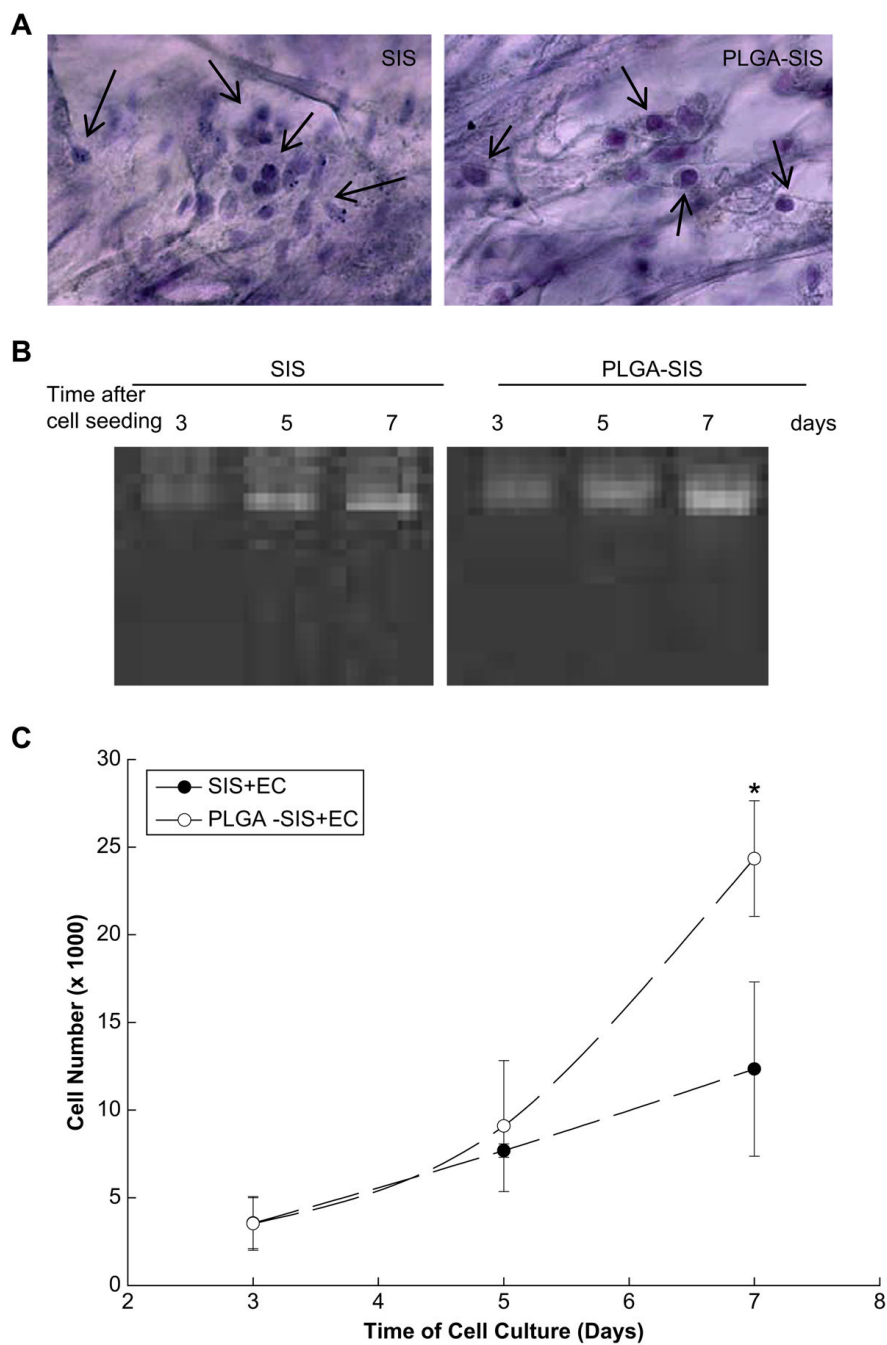 A
SIS
PLGA-SIS
B
SIS
PLGA-SIS
Time after
cell seeding 3 5 7 3 5 7 days
C
30
25
20
15
10
5
0
Cell Number (x 1000)
SIS+EC
PLGA -SIS+EC
*
2 3 4 5 6 7 8
Time of Cell Culture (Days)